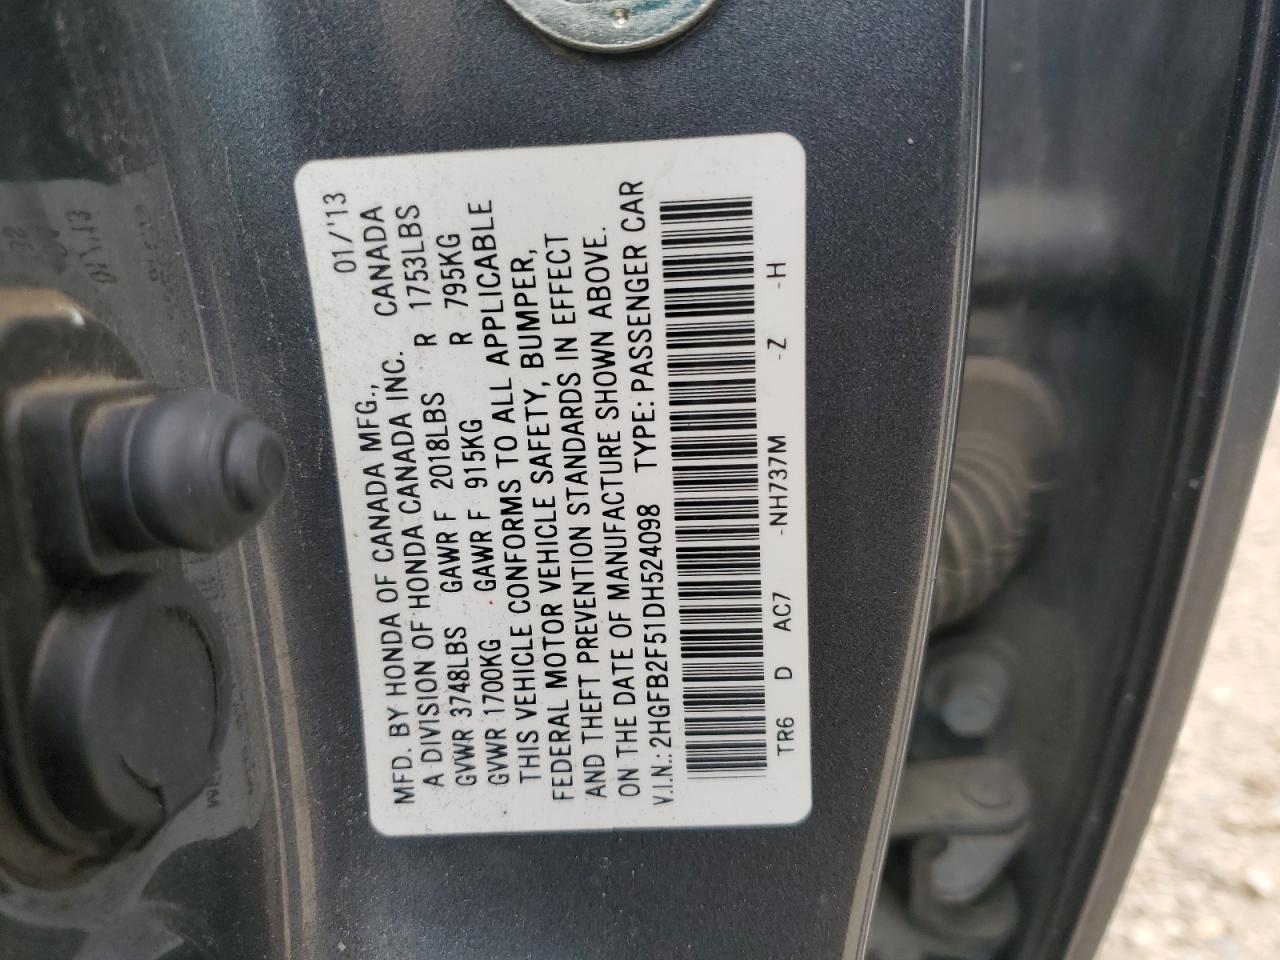 MFD. BY HONDA OF CANADA MFG., 01/'13
A DIVISION OF HONDA CANADA INC. CANADA
GVWR 3748LBS GAWR F 2018LBS R 1753LBS
GVWR 1700KG GAWR F 915KG R 795KG
THIS VEHICLE CONFORMS TO ALL APPLICABLE
FEDERAL MOTOR VEHICLE SAFETY, BUMPER,
AND THEFT PREVENTION STANDARDS IN EFFECT
ON THE DATE OF MANUFACTURE SHOWN ABOVE.
V.I.N.: 2HGFB2F51DH524098 TYPE: PASSENGER CAR
TR6 D AC7 -NH737M -Z -H